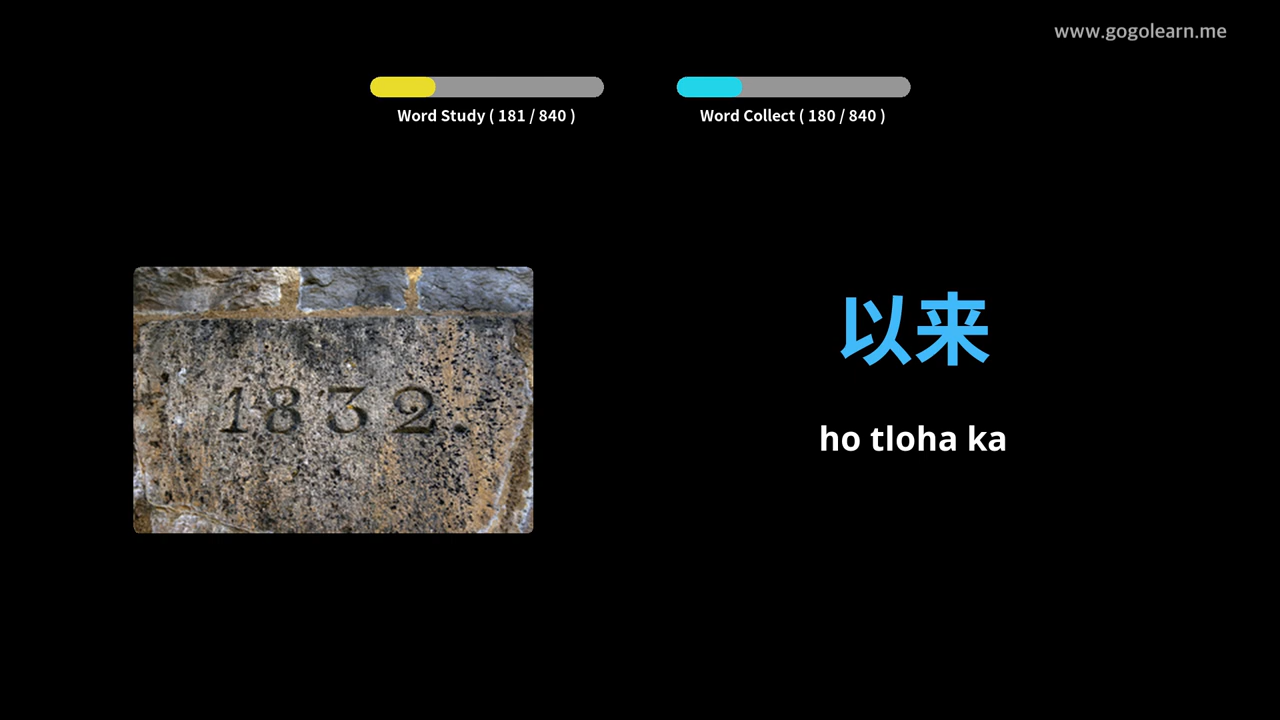 www.gogolearn.me
Word Study ( 181 / 840 )
Word Collect ( 180 / 840 )
1832.
以来
ho tloha ka